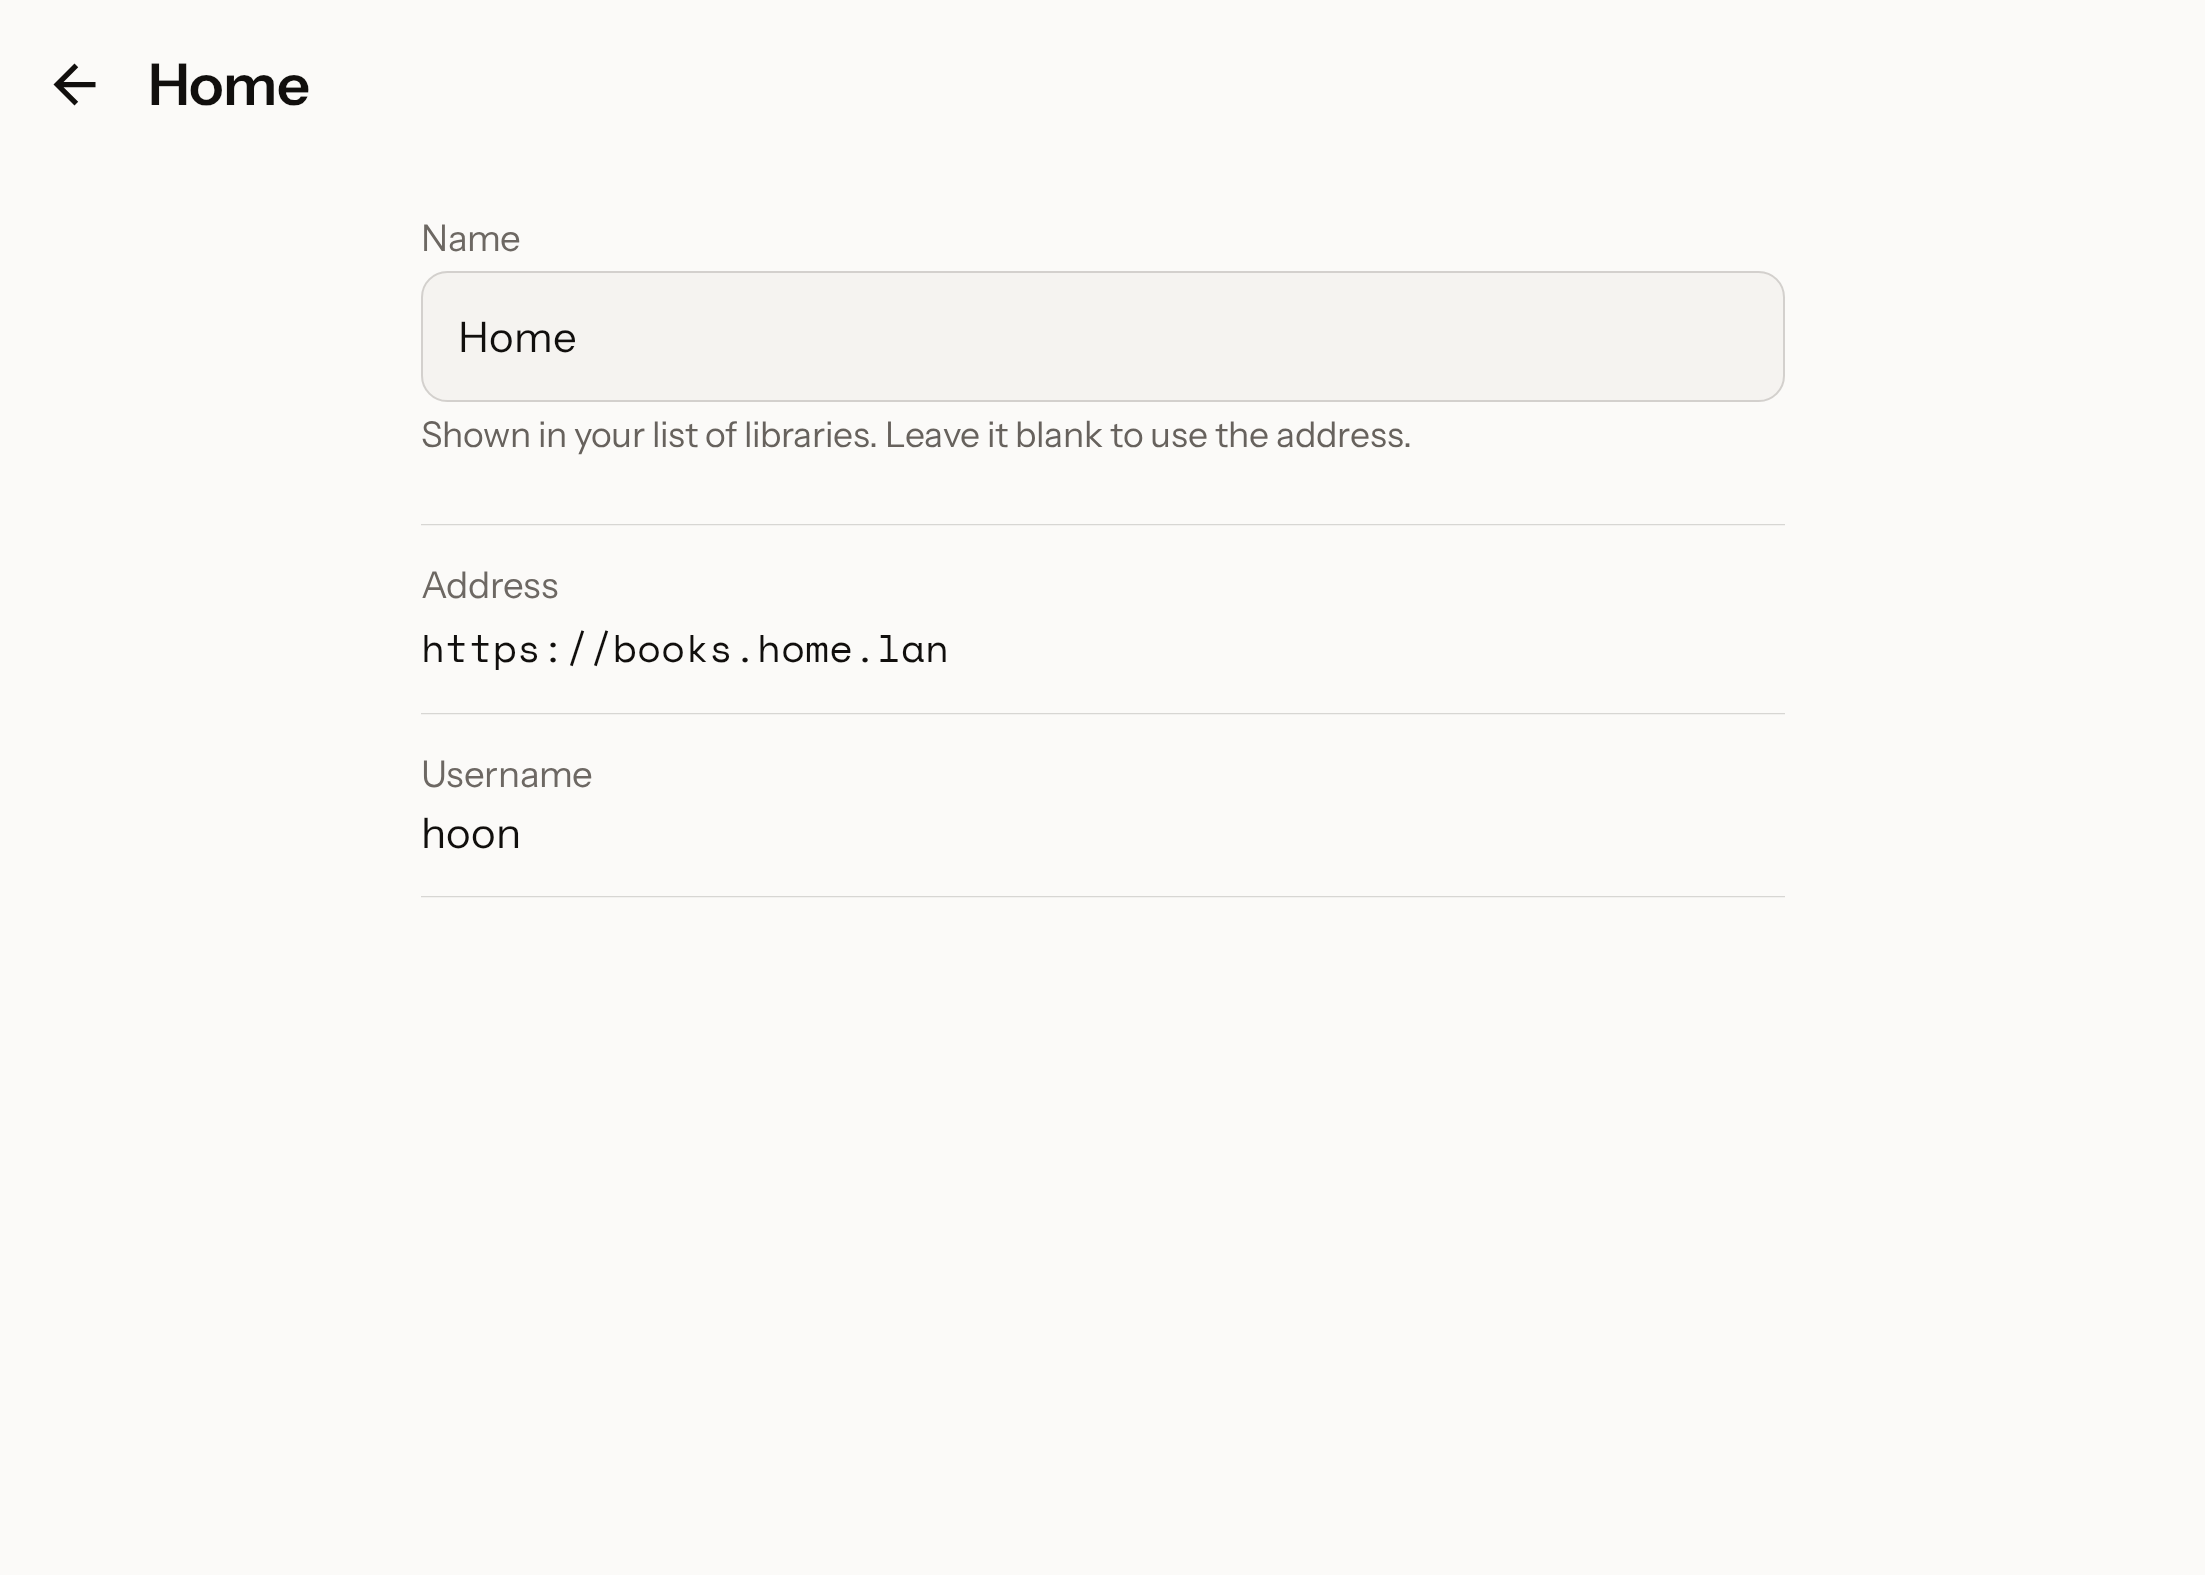 Home
Name
Home
Shown in your list of libraries. Leave it blank to use the address.
Address
https://books.home.lan
Username
hoon